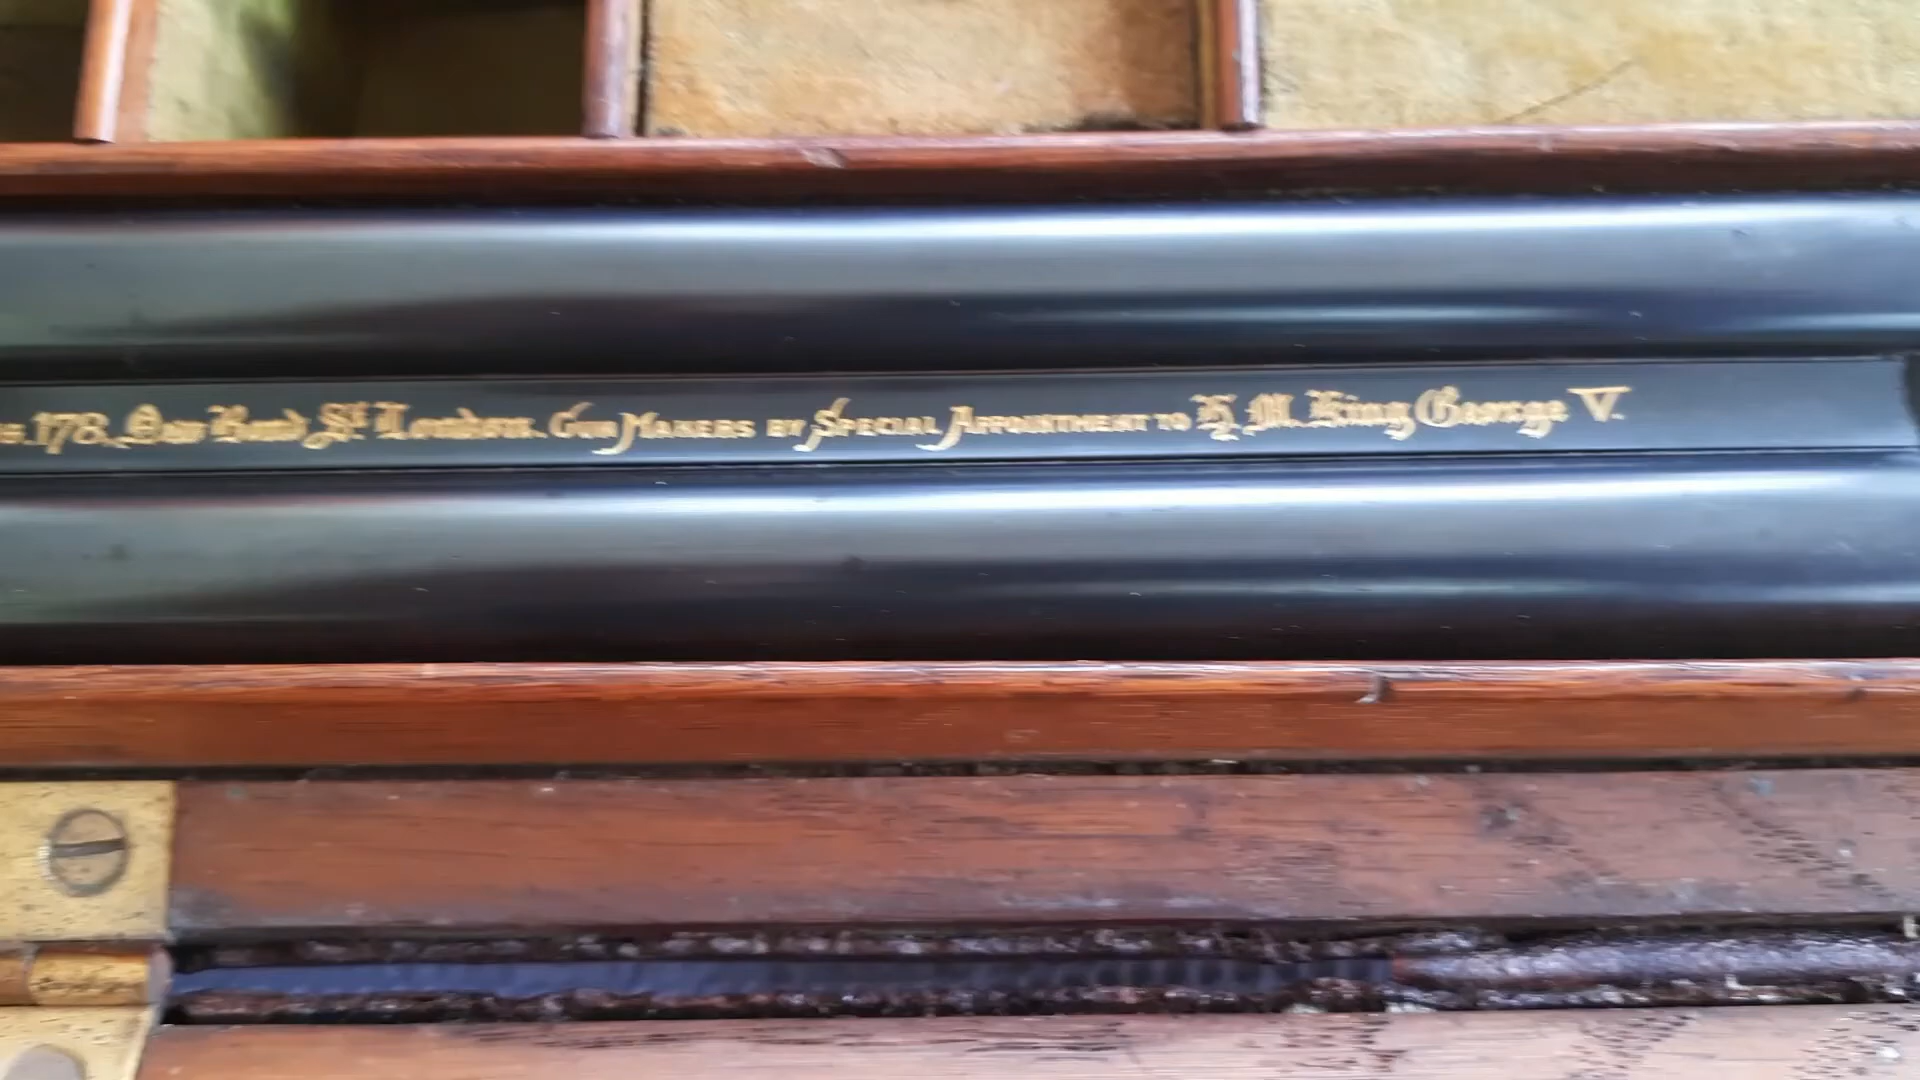 178. New Bond St. London. Gun Makers by Special Appointment to H.M. King George V.